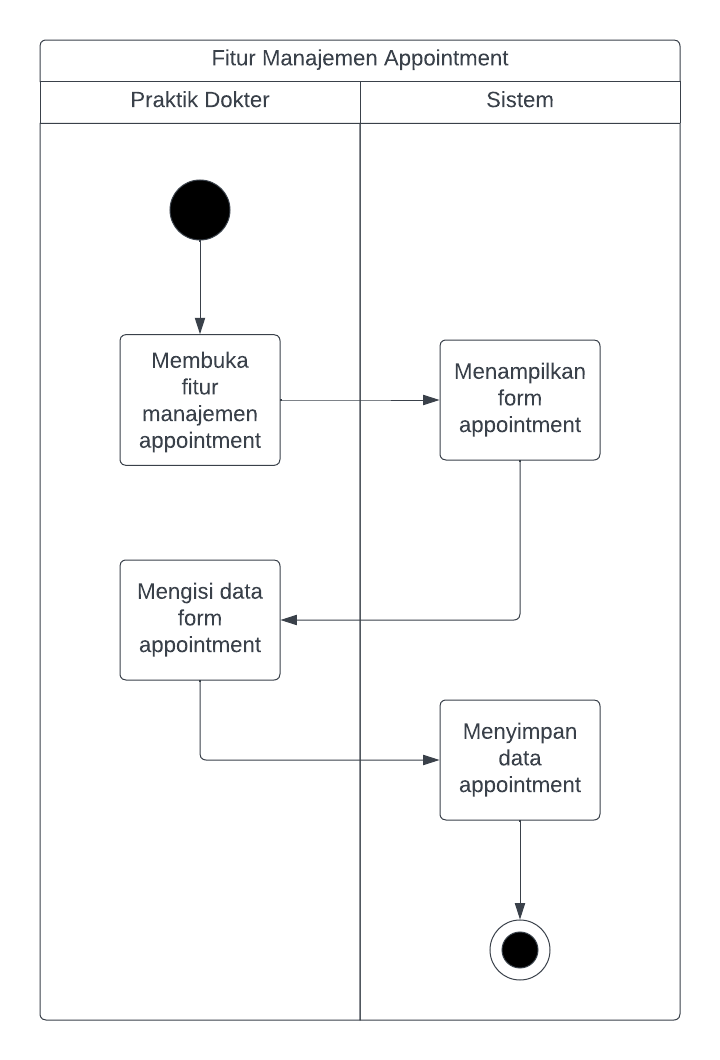 Fitur Manajemen Appointment
Praktik Dokter
Sistem
Membuka
fitur
manajemen
appointment
Menampilkan
form
appointment
Mengisi data
form
appointment
Menyimpan
data
appointment